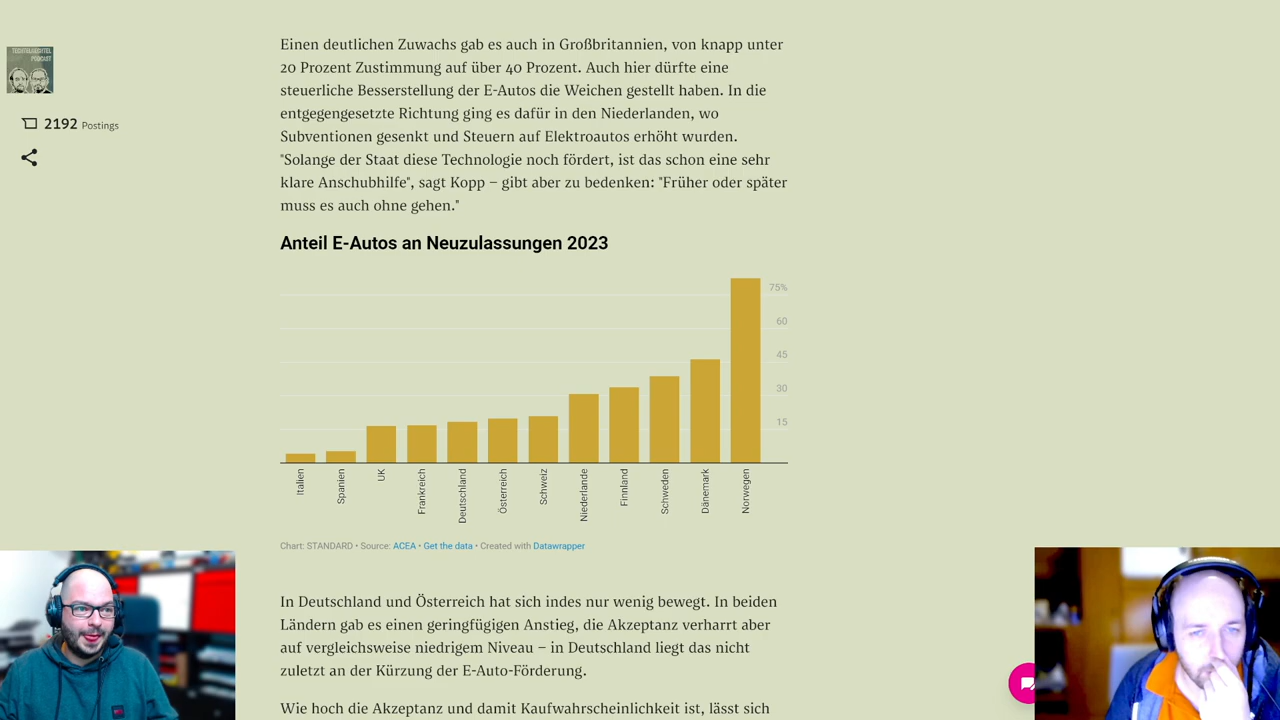 TECHTELMECHTEL
PODCAST
2192 Postings
Einen deutlichen Zuwachs gab es auch in Großbritannien, von knapp unter
20 Prozent Zustimmung auf über 40 Prozent. Auch hier dürfte eine
steuerliche Besserstellung der E-Autos die Weichen gestellt haben. In die
entgegengesetzte Richtung ging es dafür in den Niederlanden, wo
Subventionen gesenkt und Steuern auf Elektroautos erhöht wurden.
"Solange der Staat diese Technologie noch fördert, ist das schon eine sehr
klare Anschubhilfe", sagt Kopp – gibt aber zu bedenken: "Früher oder später
muss es auch ohne gehen."
Anteil E-Autos an Neuzulassungen 2023
75%
60
45
30
15
Italien
Spanien
UK
Frankreich
Deutschland
Österreich
Schweiz
Niederlande
Finnland
Schweden
Dänemark
Norwegen
Chart: STANDARD • Source: ACEA • Get the data • Created with Datawrapper
In Deutschland und Österreich hat sich indes nur wenig bewegt. In beiden
Ländern gab es einen geringfügigen Anstieg, die Akzeptanz verharrt aber
auf vergleichsweise niedrigem Niveau – in Deutschland liegt das nicht
zuletzt an der Kürzung der E-Auto-Förderung.
Wie hoch die Akzeptanz und damit Kaufwahrscheinlichkeit ist, lässt sich